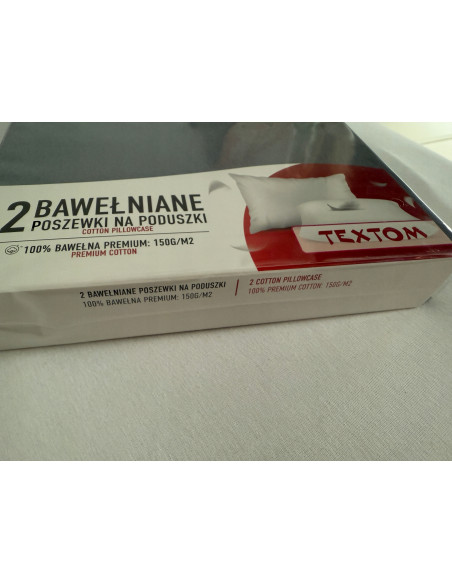 2 BAWEŁNIANE
POSZEWKI NA PODUSZKI
COTTON PILLOWCASE
100% BAWEŁNA PREMIUM: 150G/M2
PREMIUM COTTON
TEXTOM
2 BAWEŁNIANE POSZEWKI NA PODUSZKI
100% BAWEŁNA PREMIUM: 150G/M2
2 COTTON PILLOWCASE
100% PREMIUM COTTON: 150G/M2